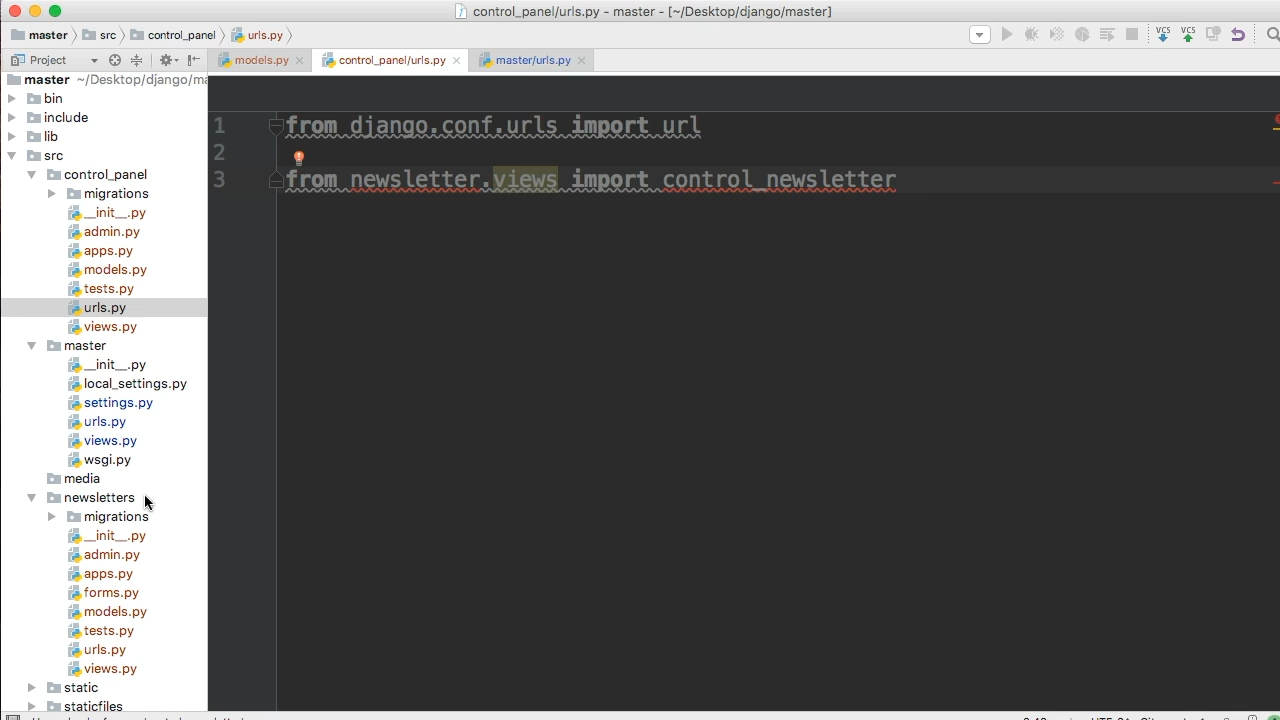 control_panel/urls.py - master - [~/Desktop/django/master]
master src control_panel urls.py
Project models.py control_panel/urls.py master/urls.py
master ~/Desktop/django/ma
bin
include
lib
src
control_panel
migrations
__init__.py
admin.py
apps.py
models.py
tests.py
urls.py
views.py
master
__init__.py
local_settings.py
settings.py
urls.py
views.py
wsgi.py
media
newsletters
migrations
__init__.py
admin.py
apps.py
forms.py
models.py
tests.py
urls.py
views.py
static
staticfiles
VCS VCS
1 from django.conf.urls import url
2
3 from newsletter.views import control_newsletter